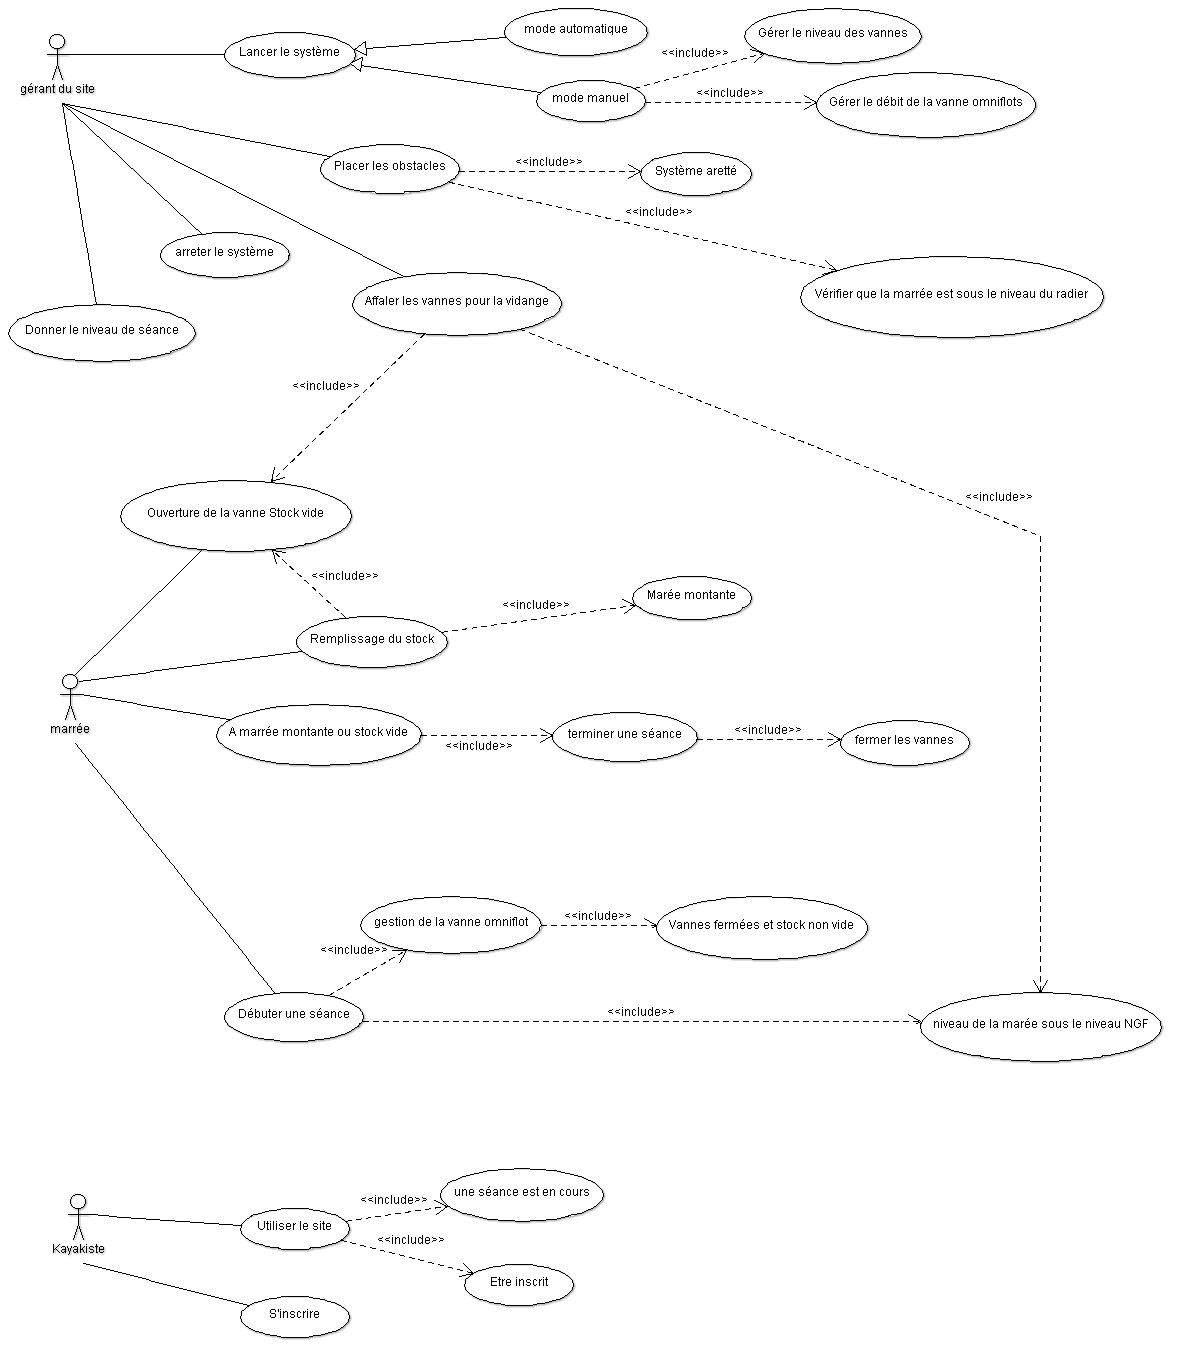 mode automatique
Gérer le niveau des vannes
<<include>>
Lancer le système
gérant du site
mode manuel
<<include>>
Gérer le débit de la vanne omniflots
Placer les obstacles
<<include>>
Système aretté
<<include>>
arreter le système
Vérifier que la marrée est sous le niveau du radier
Affaler les vannes pour la vidange
Donner le niveau de séance
<<include>>
<<include>>
Ouverture de la vanne Stock vide
<<include>>
Marée montante
<<include>>
Remplissage du stock
marrée
A marrée montante ou stock vide
<<include>>
terminer une séance
<<include>>
fermer les vannes
gestion de la vanne omniflot
<<include>>
Vannes fermées et stock non vide
<<include>>
Débuter une séance
<<include>>
niveau de la marée sous le niveau NGF
une séance est en cours
<<include>>
Utiliser le site
<<include>>
Kayakiste
Etre inscrit
S'inscrire